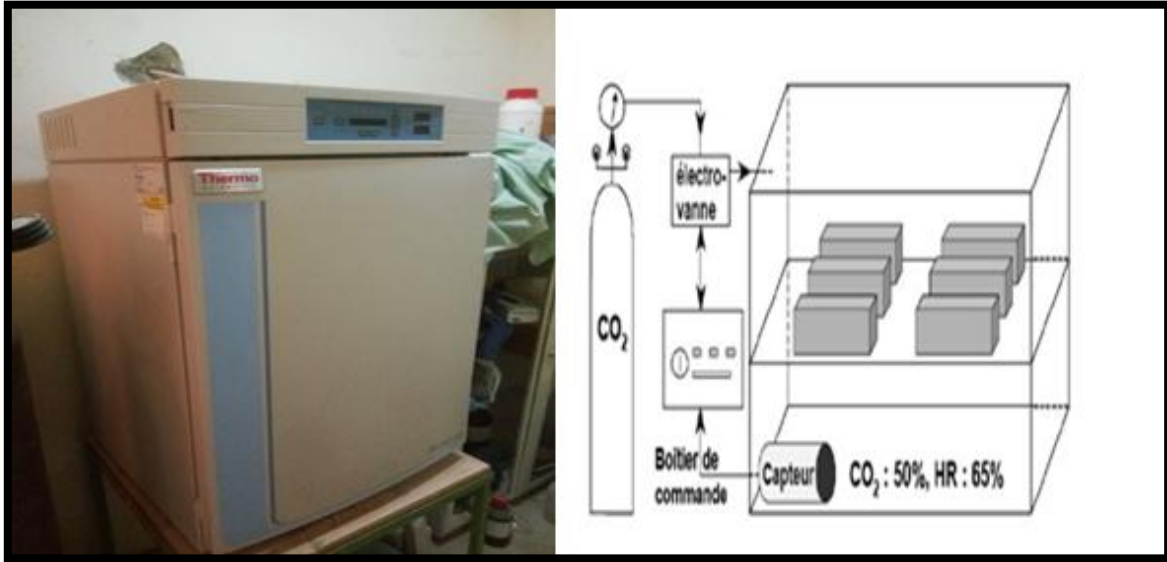 Thermo
électro-
vanne
CO₂
Boîtier de
commande
Capteur
CO₂ : 50%, HR : 65%